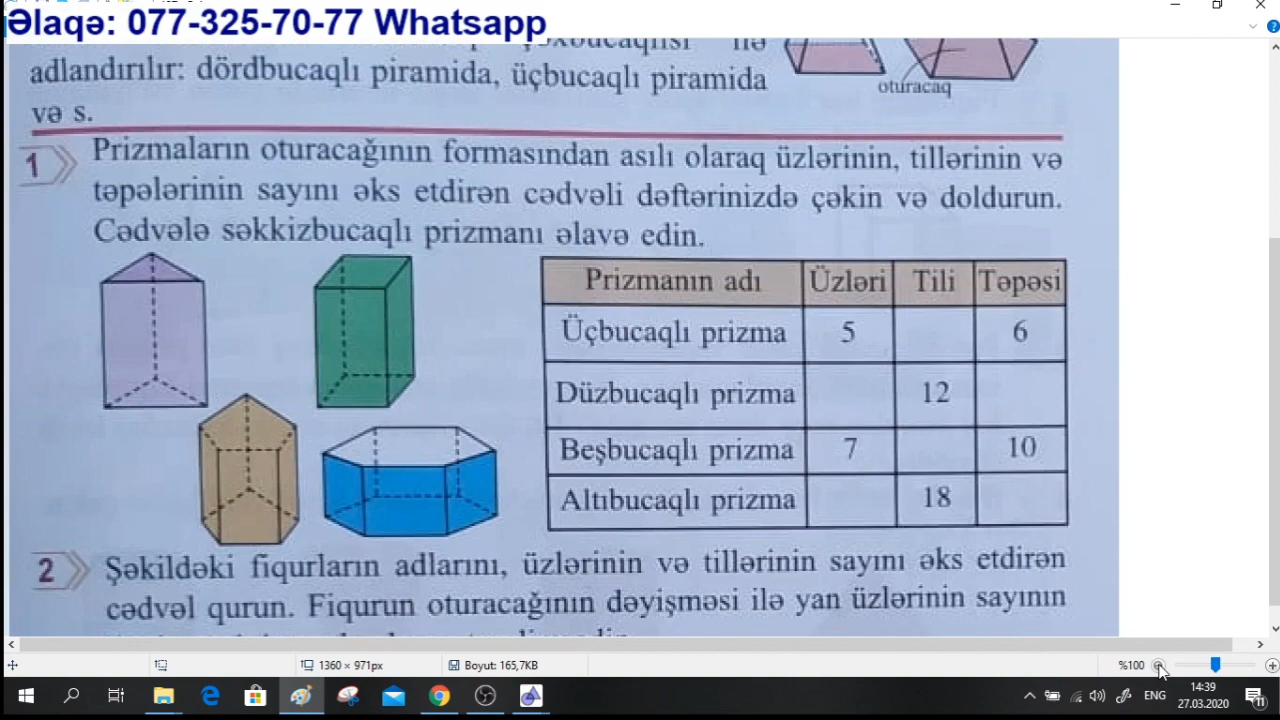 Əlaqə: 077-325-70-77 Whatsapp
adlandırılır: dördbucaqlı piramida, üçbucaqlı piramida
və s.
oturacaq
1
Prizmaların oturacağının formasından asılı olaraq üzlərinin, tillərinin və
təpələrinin sayını əks etdirən cədvəli dəftərinizdə çəkin və doldurun.
Cədvələ səkkizbucaqlı prizmanı əlavə edin.
Prizmanın adı Üzləri Tili Təpəsi
Üçbucaqlı prizma 5 6
Düzbucaqlı prizma 12
Beşbucaqlı prizma 7 10
Altıbucaqlı prizma 18
2
Şəkildəki fiqurların adlarını, üzlərinin və tillərinin sayını əks etdirən
cədvəl qurun. Fiqurun oturacağının dəyişməsi ilə yan üzlərinin sayının
1360 × 971px
Boyut: 165,7KB
%100
ENG
14:39
27.03.2020